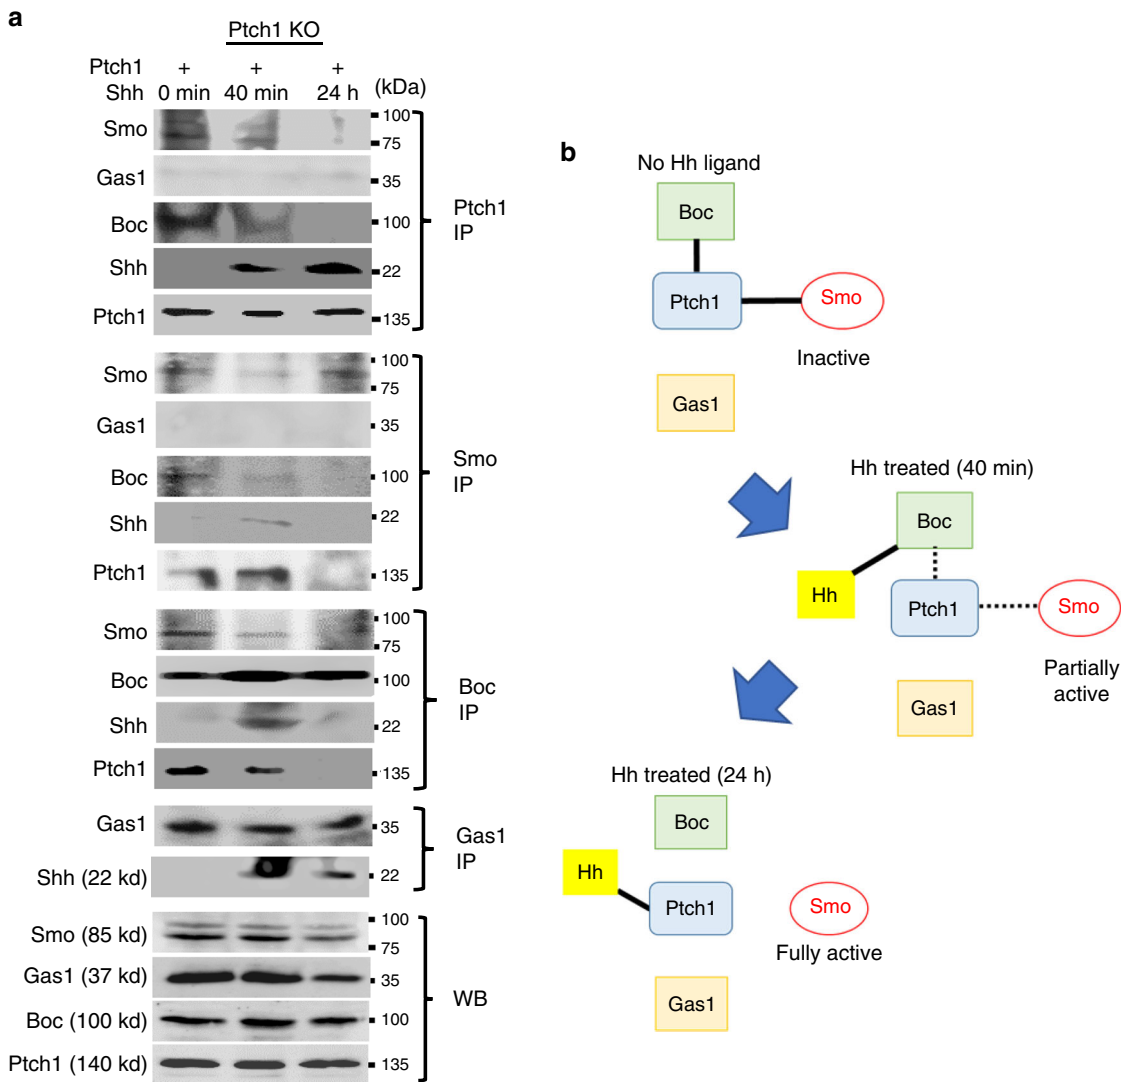 a
Ptch1 KO
Ptch1 + + +
Shh 0 min 40 min 24 h (kDa)
Smo 100
75
Gas1 35
Boc 100
Shh 22
Ptch1 135
Ptch1
IP
Smo 100
75
Gas1 35
Boc 100
Shh 22
Ptch1 135
Smo
IP
Smo 100
75
Boc 100
Shh 22
Ptch1 135
Boc
IP
Gas1 35
Shh (22 kd) 22
Gas1
IP
Smo (85 kd) 100
75
Gas1 (37 kd) 35
Boc (100 kd) 100
Ptch1 (140 kd) 135
WB
b
No Hh ligand
Boc
Ptch1 Smo
Inactive
Gas1
Hh treated (40 min)
Boc
Hh
Ptch1 Smo
Partially
active
Gas1
Hh treated (24 h)
Boc
Hh
Ptch1 Smo
Fully active
Gas1